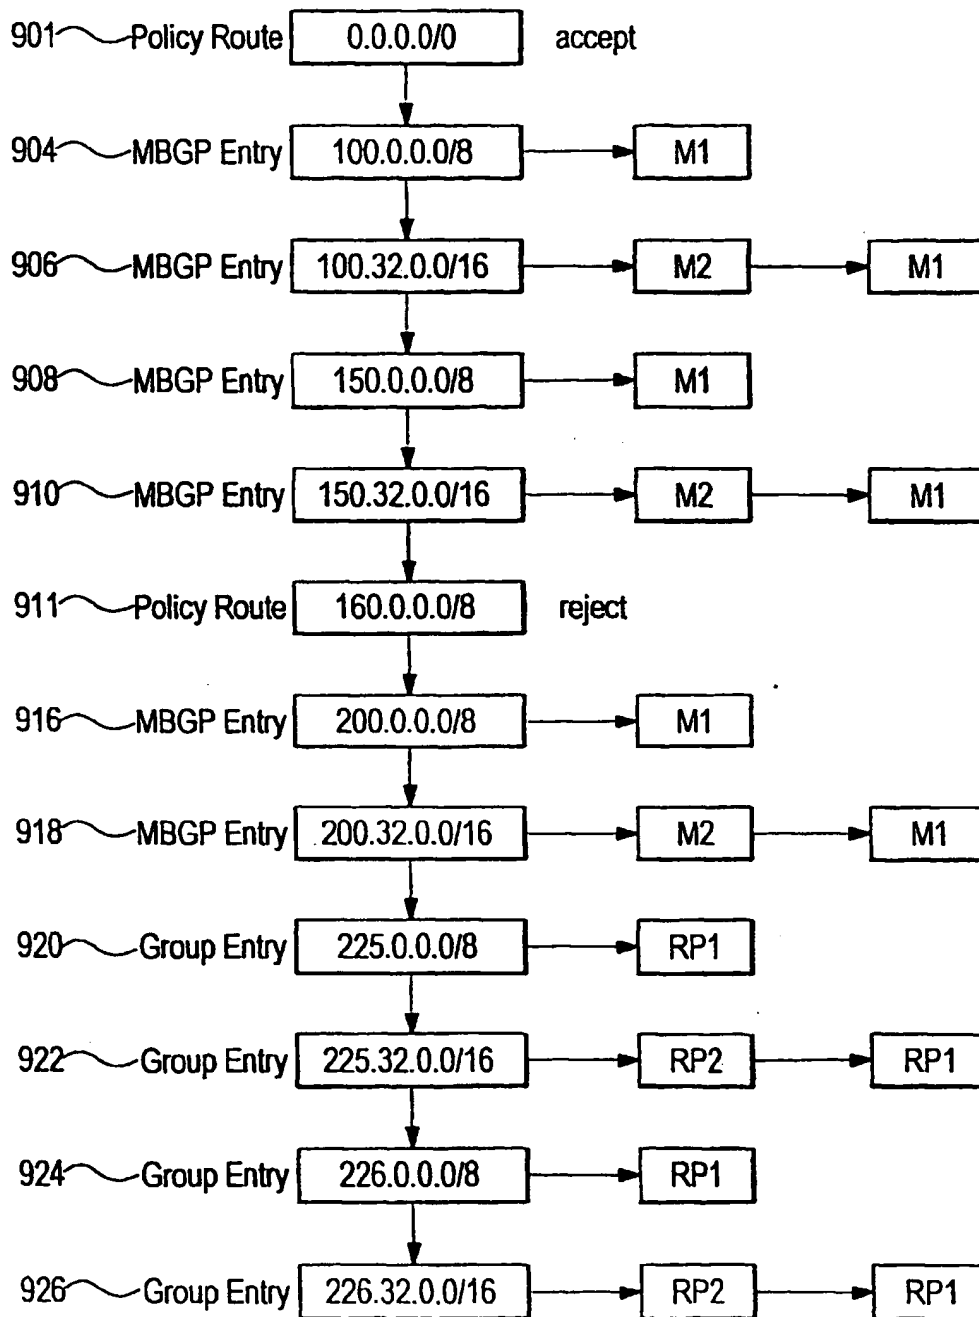 901 Policy Route 0.0.0.0/0 accept
904 MBGP Entry 100.0.0.0/8 M1
906 MBGP Entry 100.32.0.0/16 M2 M1
908 MBGP Entry 150.0.0.0/8 M1
910 MBGP Entry 150.32.0.0/16 M2 M1
911 Policy Route 160.0.0.0/8 reject
916 MBGP Entry 200.0.0.0/8 M1
918 MBGP Entry 200.32.0.0/16 M2 M1
920 Group Entry 225.0.0.0/8 RP1
922 Group Entry 225.32.0.0/16 RP2 RP1
924 Group Entry 226.0.0.0/8 RP1
926 Group Entry 226.32.0.0/16 RP2 RP1